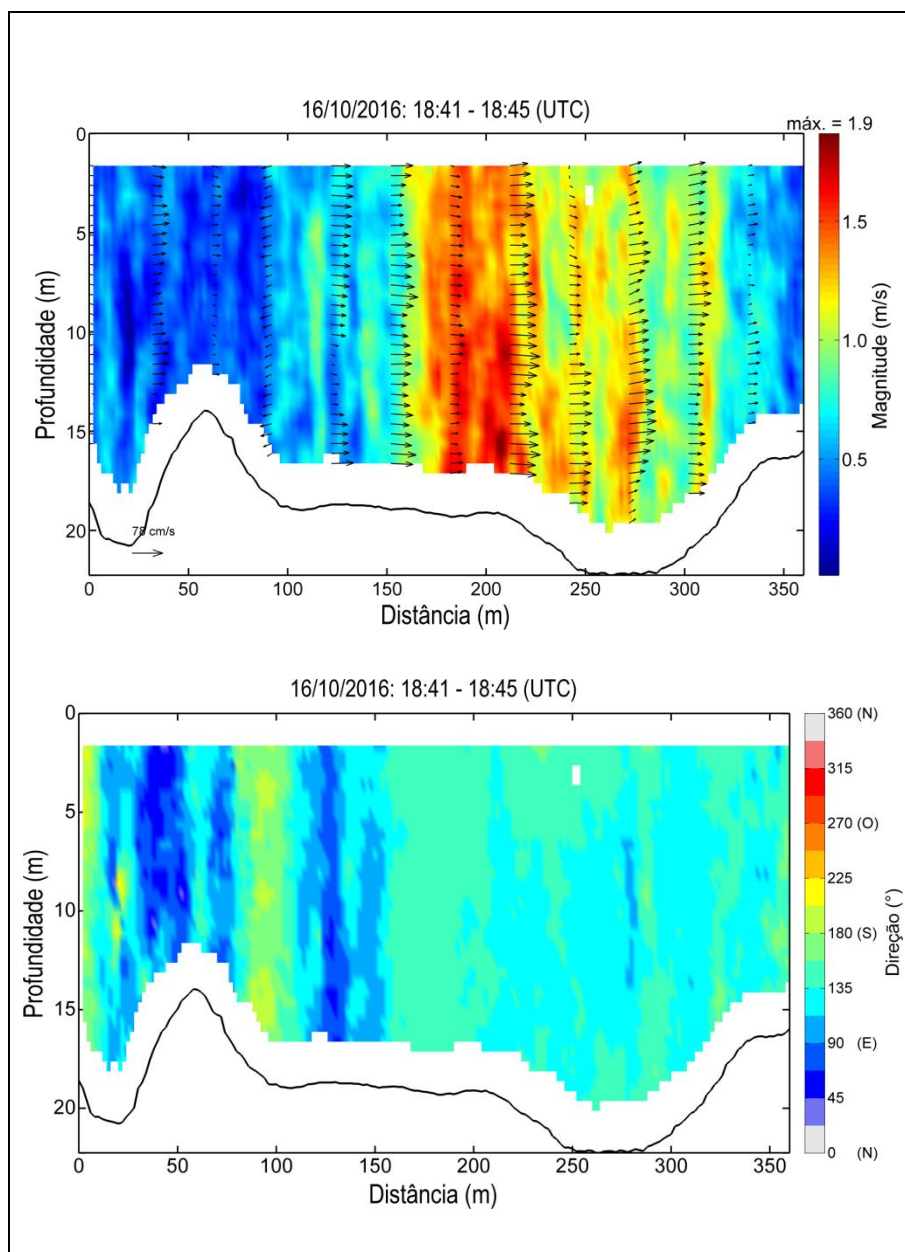 16/10/2016: 18:41 - 18:45 (UTC)
máx. = 1.9
0
5
10
15
20
Profundidade (m)
78 cm/s
0 50 100 150 200 250 300 350
Distância (m)
1.5
1.0
0.5
Magnitude (m/s)
16/10/2016: 18:41 - 18:45 (UTC)
0
5
10
15
20
Profundidade (m)
0 50 100 150 200 250 300 350
Distância (m)
360 (N)
315
270 (O)
225
180 (S)
135
90 (E)
45
0 (N)
Direção (°)